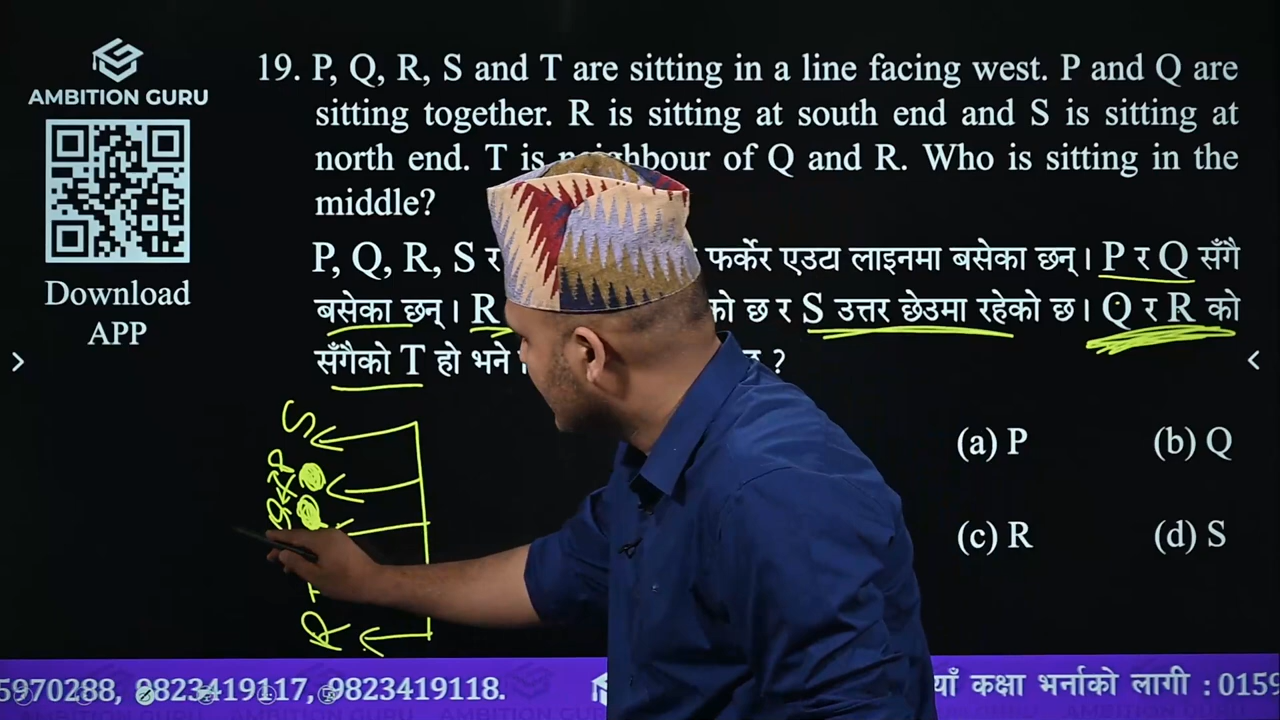 AMBITION GURU
Download
APP
19. P, Q, R, S and T are sitting in a line facing west. P and Q are
sitting together. R is sitting at south end and S is sitting at
north end. T is neighbour of Q and R. Who is sitting in the
middle?
P, Q, R, S र फर्केर एउटा लाइनमा बसेका छन्। P र Q सँगै
बसेका छन्। R को छ र S उत्तर छेउमा रहेको छ। Q र R को
सँगैको T हो भने ?
(a) P (b) Q
(c) R (d) S
S
P
Q
R
5970288, 9823419117, 9823419118.
कक्षा भर्नाको लागी : 0159